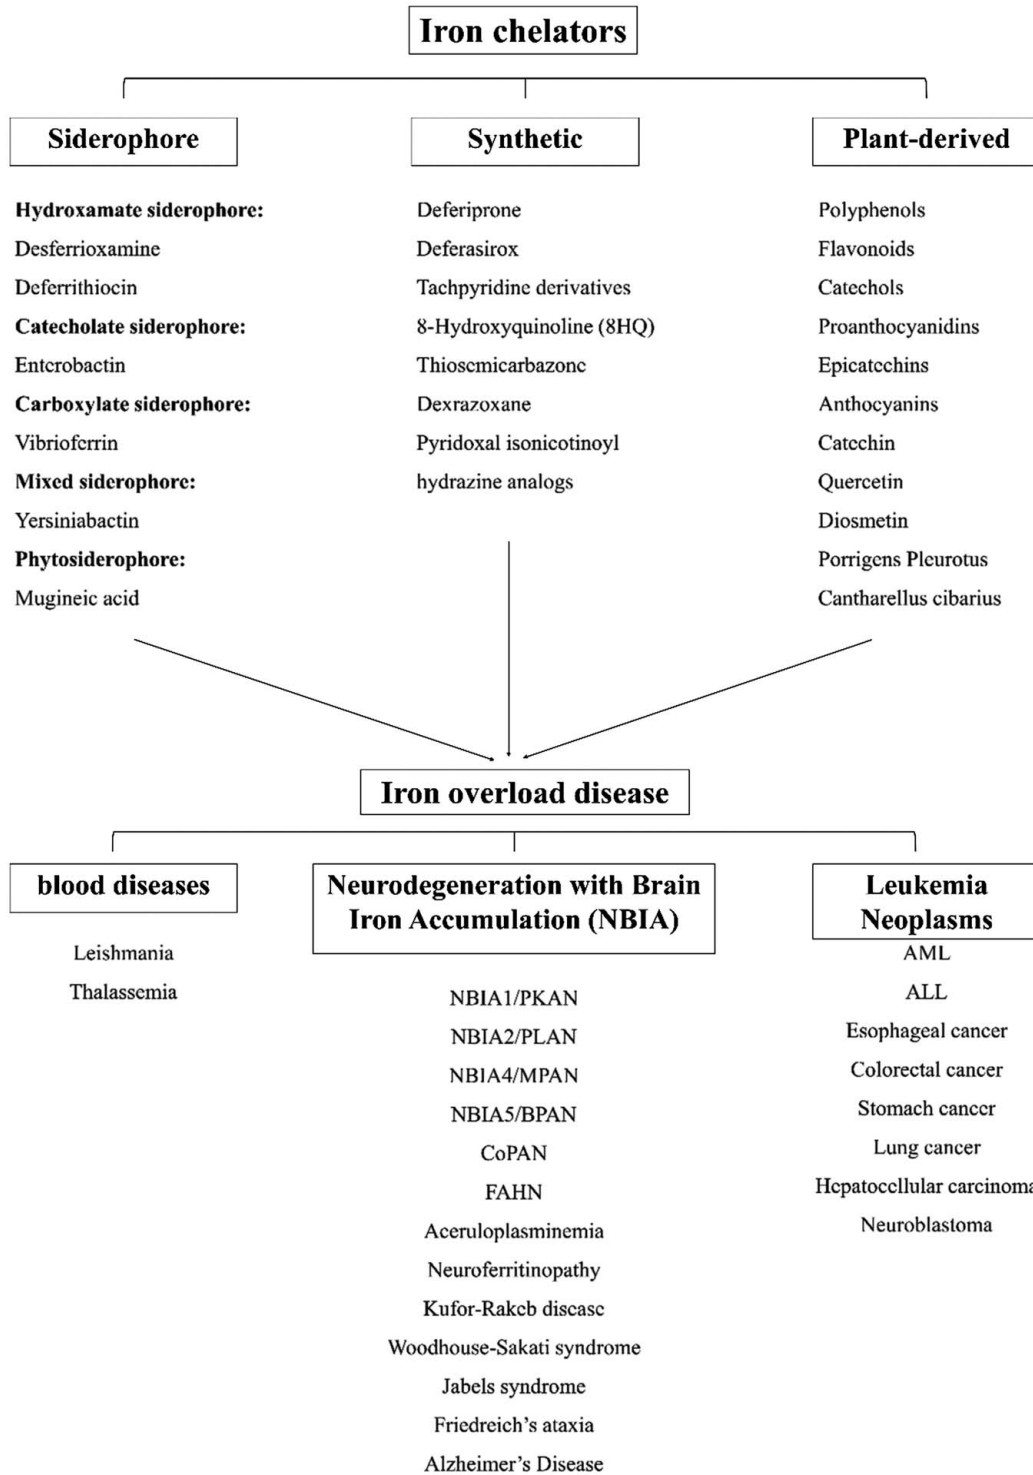 Iron chelators
Siderophore
Hydroxamate siderophore:
Desferrioxamine
Deferrithiocin
Catecholate siderophore:
Enterobactin
Carboxylate siderophore:
Vibrioferrin
Mixed siderophore:
Yersiniabactin
Phytosiderophore:
Mugineic acid
Synthetic
Deferiprone
Deferasirox
Tachpyridine derivatives
8-Hydroxyquinoline (8HQ)
Thiosemicarbazone
Dexrazoxane
Pyridoxal isonicotinoyl
hydrazine analogs
Plant-derived
Polyphenols
Flavonoids
Catechols
Proanthocyanidins
Epicatechins
Anthocyanins
Catechin
Quercetin
Diosmetin
Porrigens Pleurotus
Cantharellus cibarius
Iron overload disease
blood diseases
Leishmania
Thalassemia
Neurodegeneration with Brain
Iron Accumulation (NBIA)
NBIA1/PKAN
NBIA2/PLAN
NBIA4/MPAN
NBIA5/BPAN
CoPAN
FAHN
Aceruloplasminemia
Neuroferritinopathy
Kufor-Rakeb disease
Woodhouse-Sakati syndrome
Jabels syndrome
Friedreich's ataxia
Alzheimer's Disease
Leukemia
Neoplasms
AML
ALL
Esophageal cancer
Colorectal cancer
Stomach cancer
Lung cancer
Hepatocellular carcinoma
Neuroblastoma